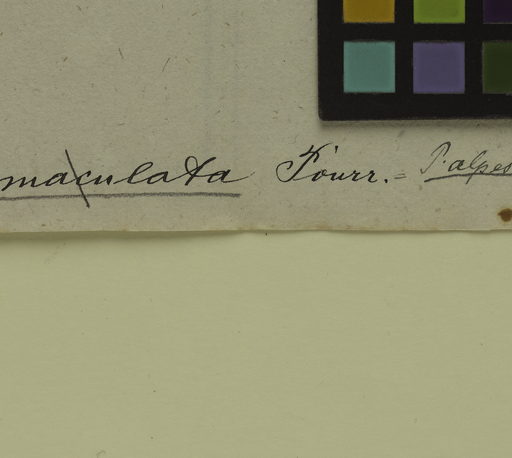 maculata Fourr. = P. alpes